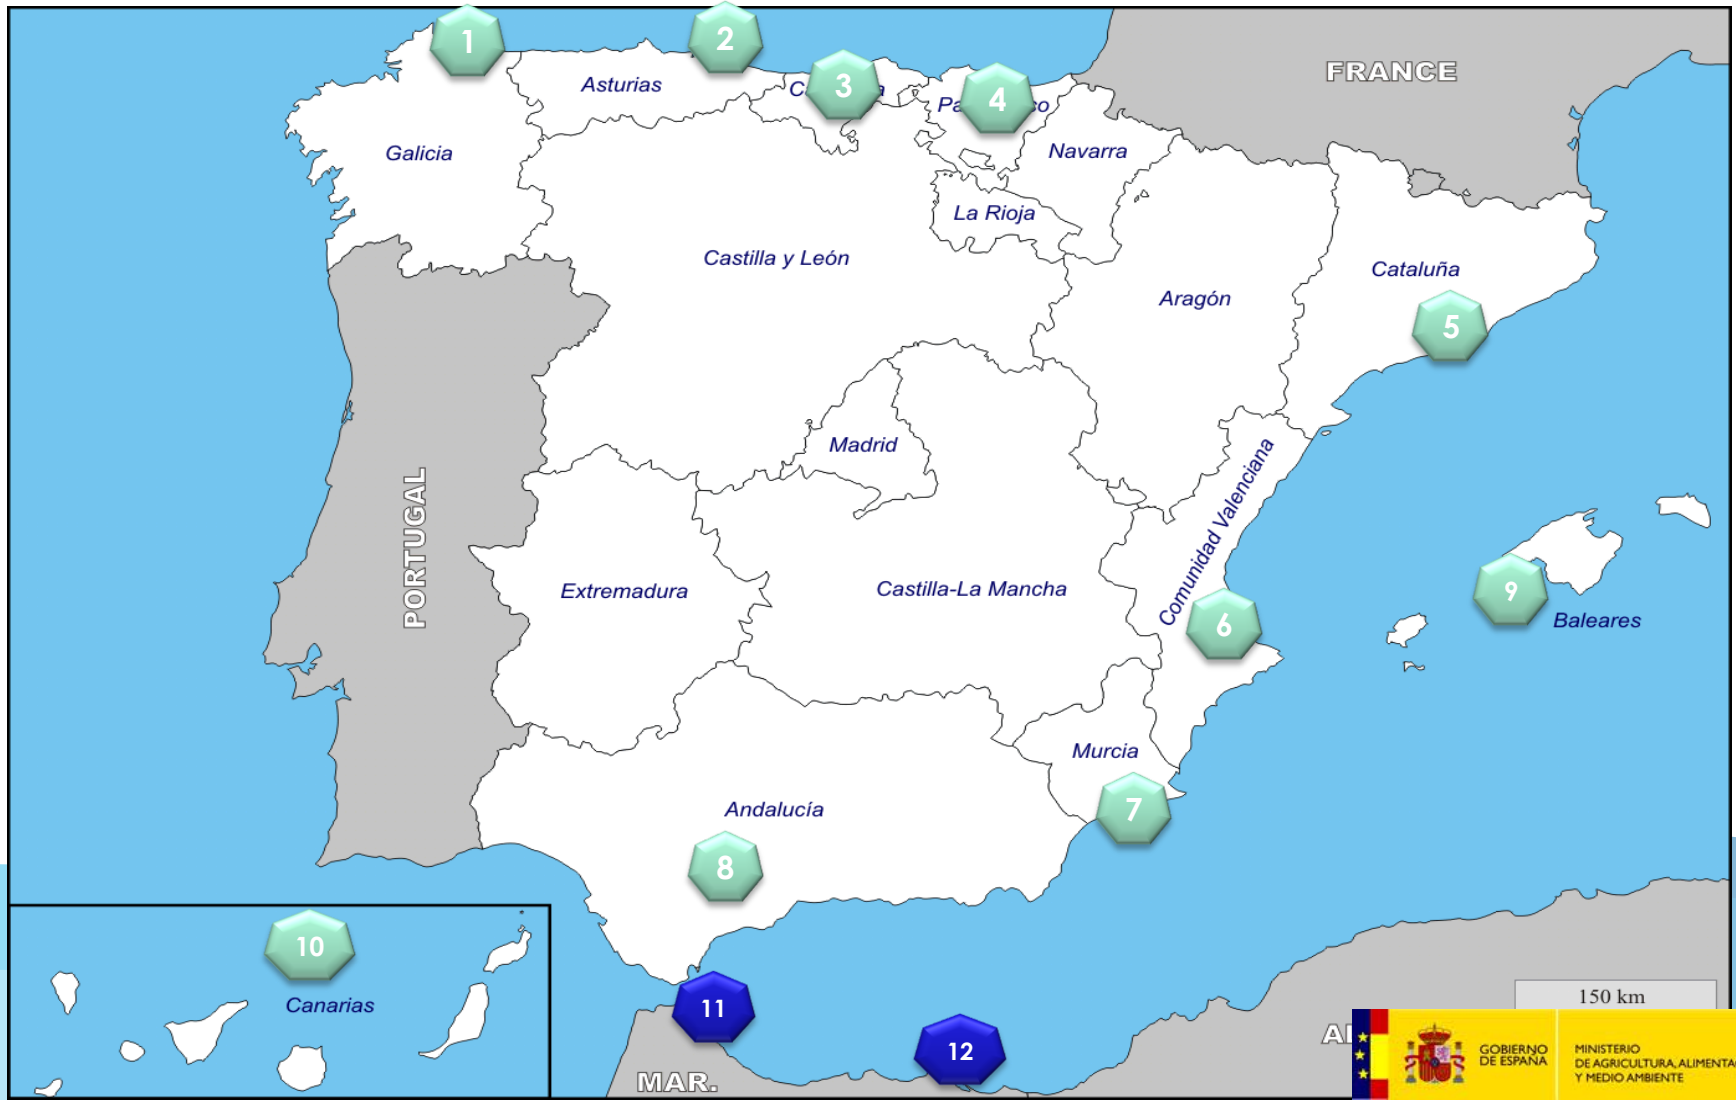 1
2
3
4
FRANCE
Asturias
Galicia
Navarra
La Rioja
Castilla y León
Cataluña
Aragón
5
Madrid
Comunidad Valenciana
PORTUGAL
Extremadura
Castilla-La Mancha
9
Baleares
6
Murcia
7
Andalucía
8
10
Canarias
11
12
150 km
MAR.
GOBIERNO
DE ESPAÑA
MINISTERIO
DE AGRICULTURA, ALIMENTA
Y MEDIO AMBIENTE